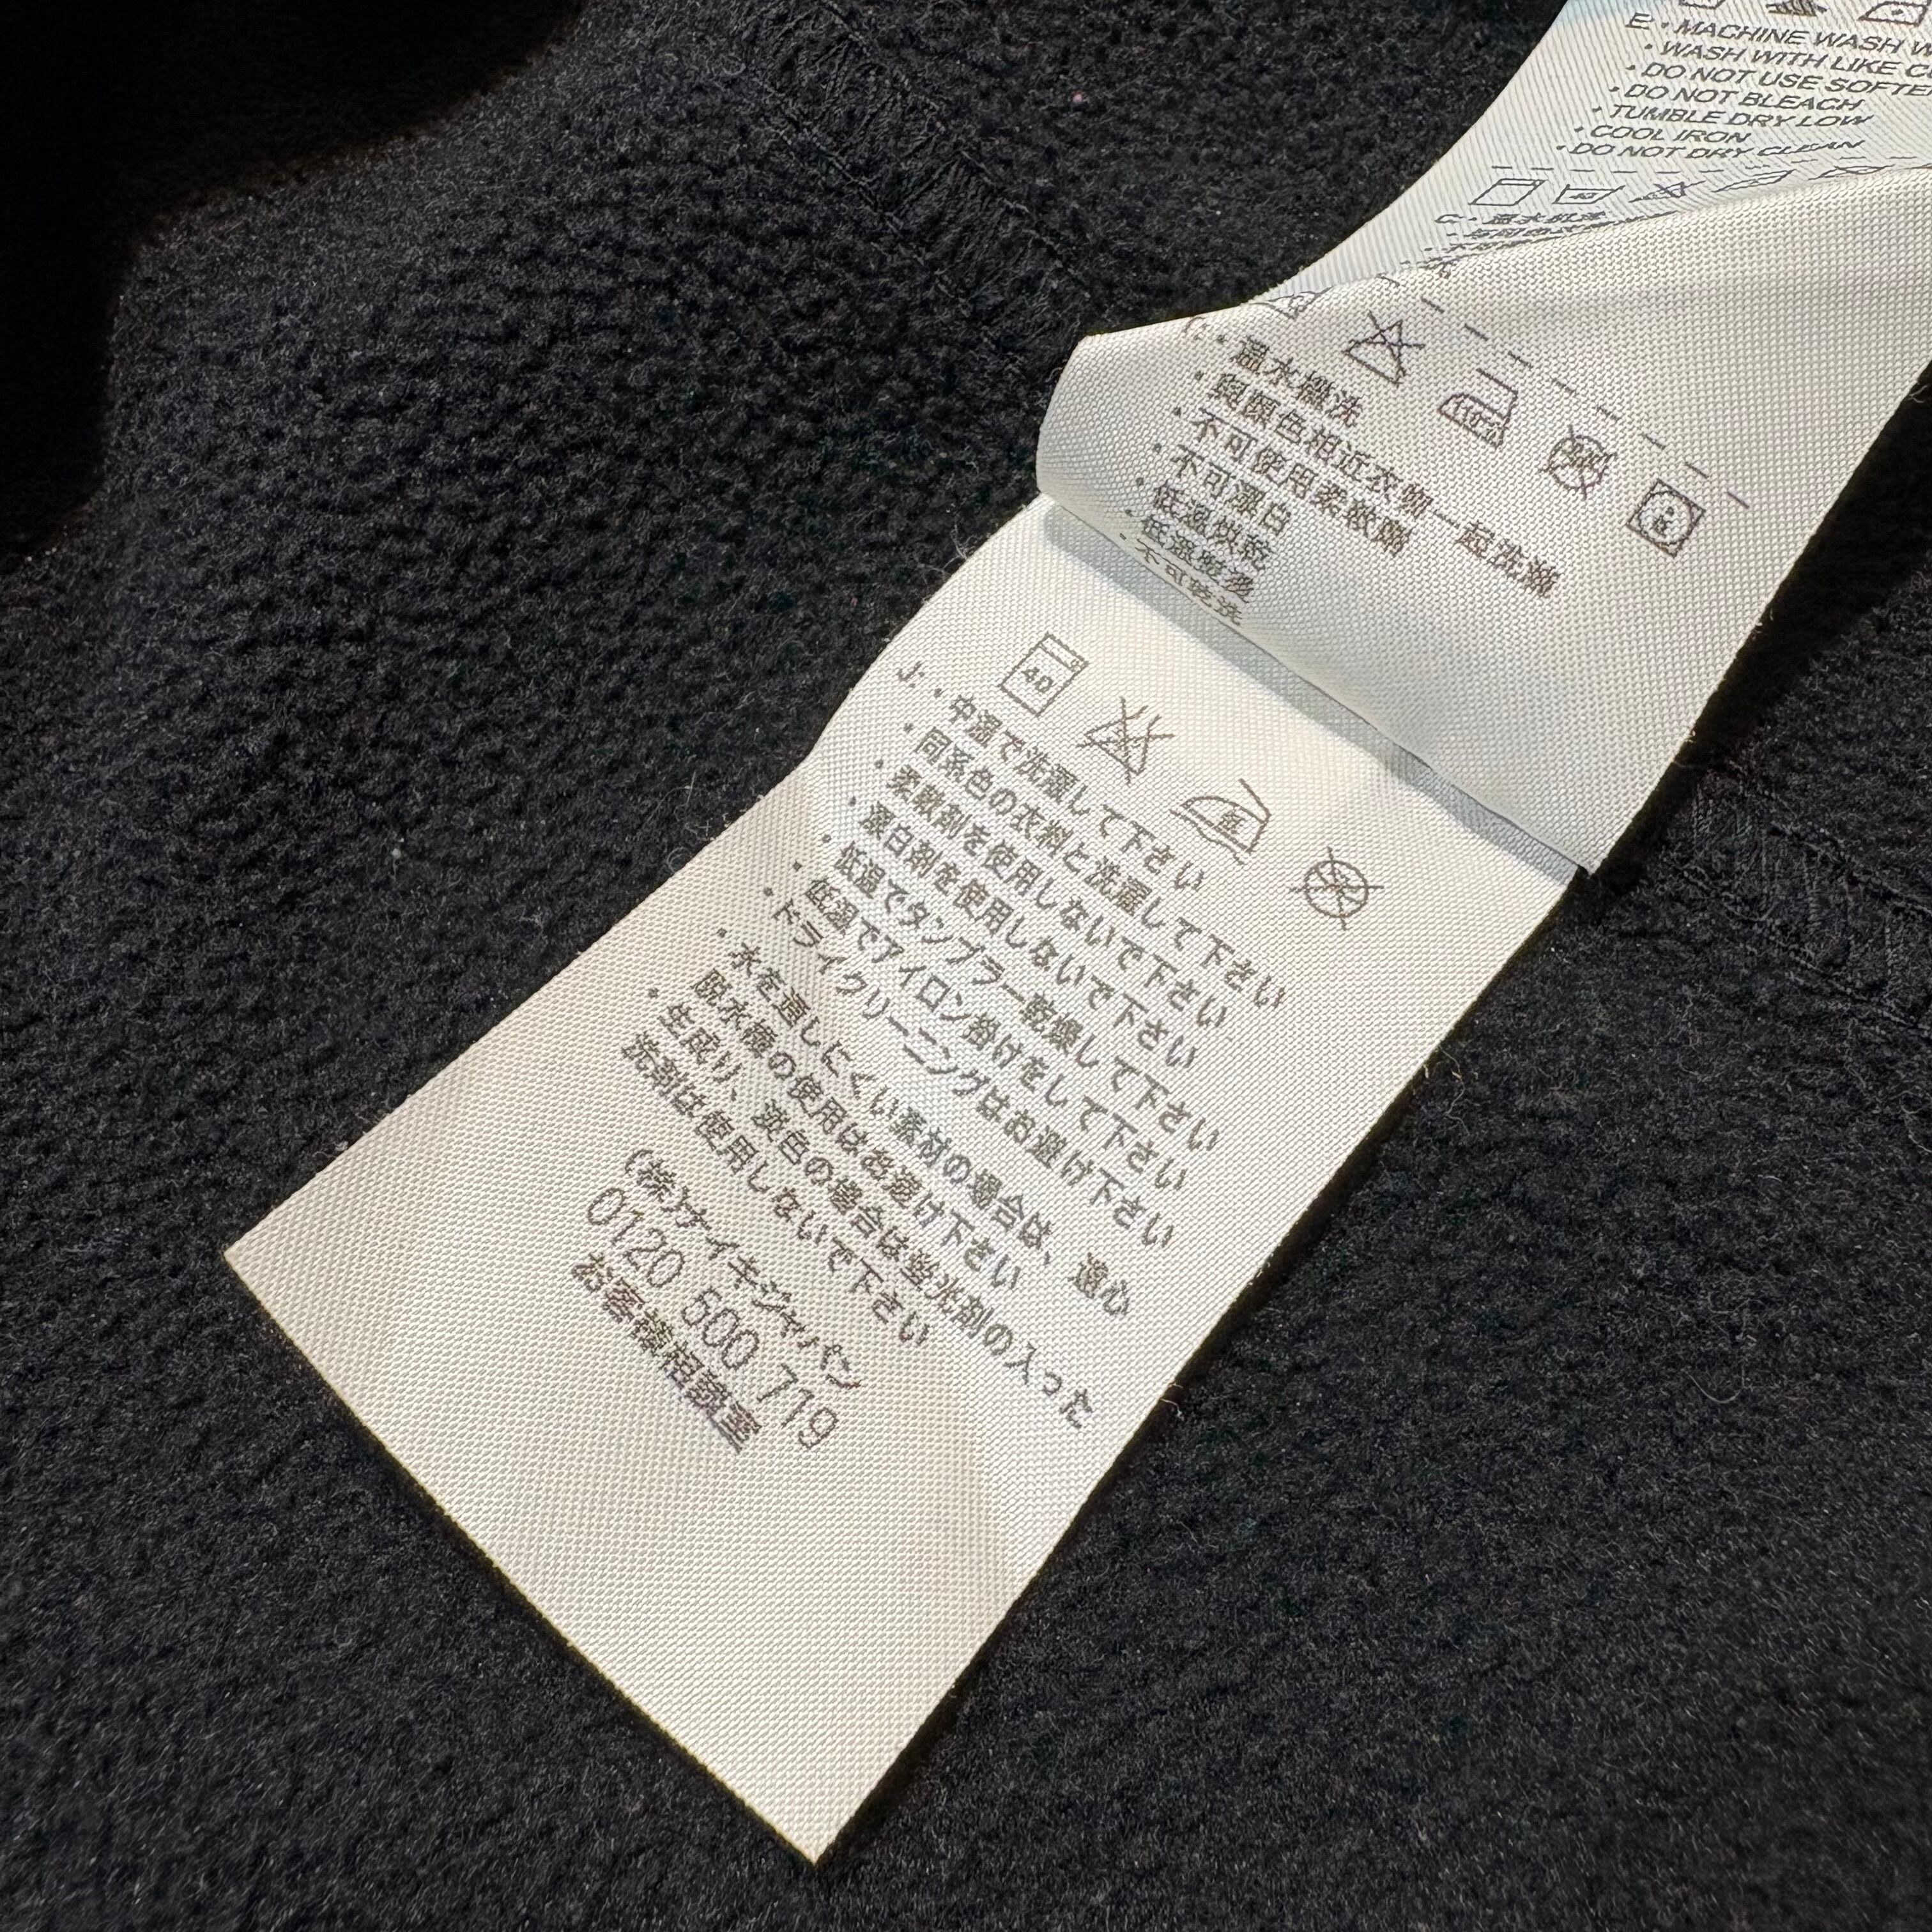 E: • MACHINE WASH
• WASH WITH LIKE
• DO NOT USE
• DO NOT BLEACH
• TUMBLE DRY LOW
• COOL IRON
• DO NOT DRY CLEAN
C: • 温水机洗
C: • 溫水機洗
• 與顏色相近衣物一起洗滌
• 不可使用柔軟劑
• 不可漂白
• 低溫烘乾
• 低溫熨燙
• 不可乾洗
40
J: • 中温で洗濯して下さい
• 同系色の衣料と洗濯して下さい
• 柔軟剤を使用しないで下さい
• 漂白剤を使用しないで下さい
• 低温でタンブラー乾燥して下さい
• 低温でアイロン掛けをして下さい
• ドライクリーニングはお避け下さい
• 水を通しにくい素材の場合は、遠心
脱水機の使用はお避け下さい
• 生成り、淡色の場合は蛍光剤の入った
洗剤は使用しないで下さい
(株)ナイキジャパン
0120 500 719
お客様相談室